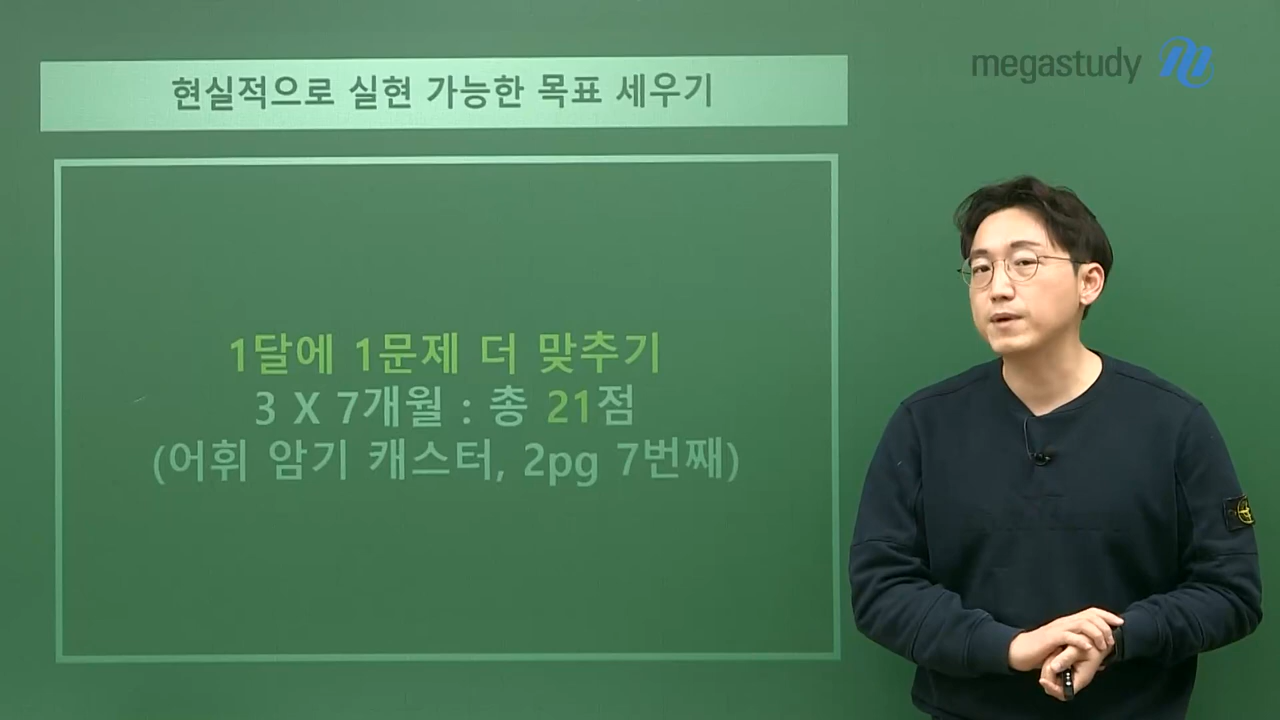 현실적으로 실현 가능한 목표 세우기
megastudy
1달에 1문제 더 맞추기
3 X 7개월 : 총 21점
(어휘 암기 캐스터, 2pg 7번째)